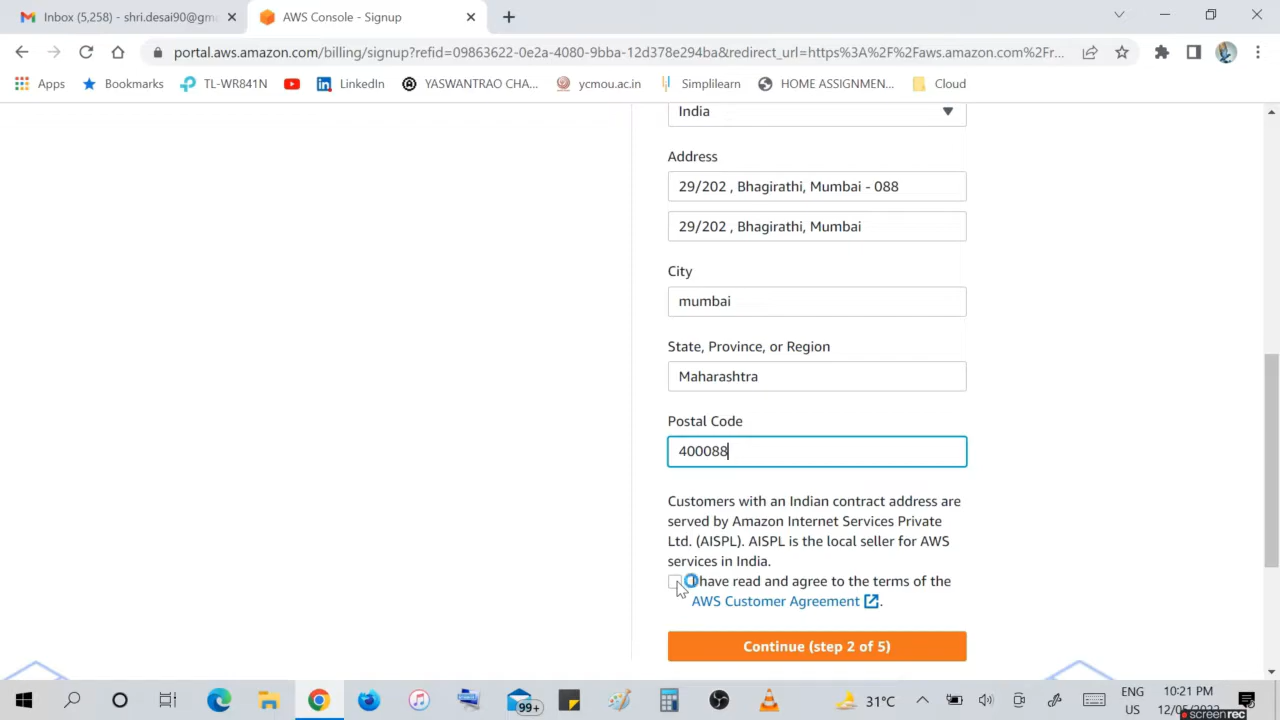 Inbox (5,258) - shri.desai90@gm
AWS Console - Signup
portal.aws.amazon.com/billing/signup?refid=09863622-0e2a-4080-9bba-12d378e294ba&redirect_url=https%3A%2F%2Faws.amazon.com%2Fr...
Apps
Bookmarks
TL-WR841N
LinkedIn
YASWANTRAO CHA...
ycmou.ac.in
Simplilearn
HOME ASSIGNMEN...
Cloud
India
Address
29/202 , Bhagirathi, Mumbai - 088
29/202 , Bhagirathi, Mumbai
City
mumbai
State, Province, or Region
Maharashtra
Postal Code
400088
Customers with an Indian contract address are
served by Amazon Internet Services Private
Ltd. (AISPL). AISPL is the local seller for AWS
services in India.
I have read and agree to the terms of the
AWS Customer Agreement .
Continue (step 2 of 5)
99+
31°C
ENG
US
10:21 PM
screenrec